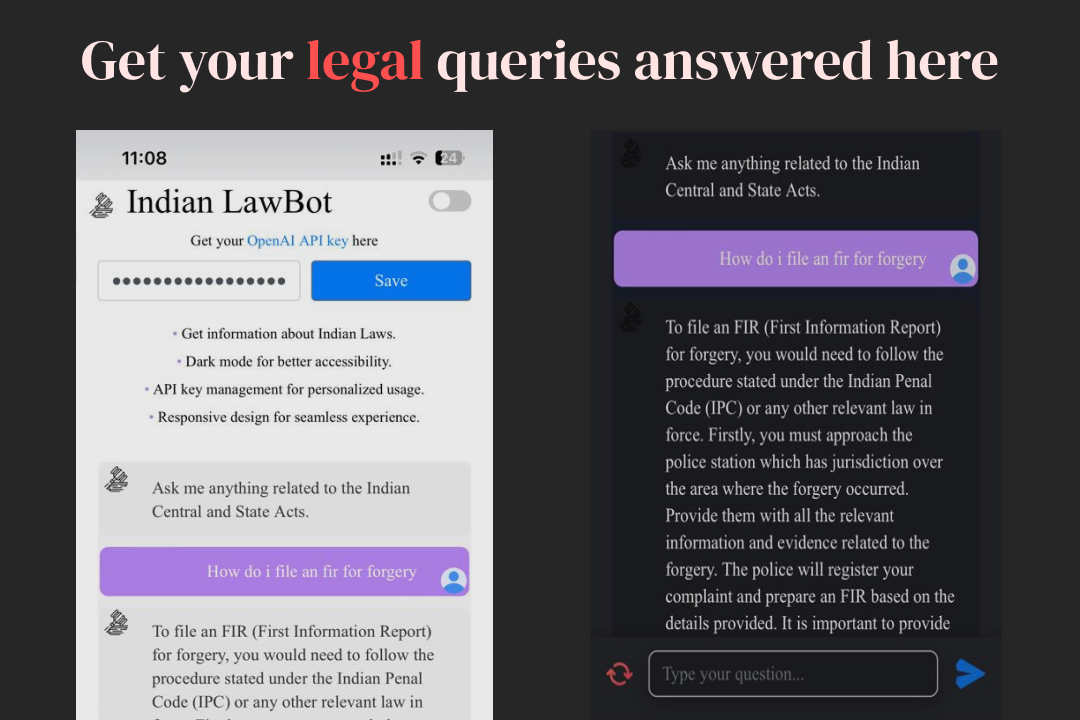 Get your legal queries answered here
11:08
24
Indian LawBot
Get your OpenAI API key here
••••••••••••••••
Save
• Get information about Indian Laws.
• Dark mode for better accessibility.
• API key management for personalized usage.
• Responsive design for seamless experience.
Ask me anything related to the Indian
Central and State Acts.
How do i file an fir for forgery
To file an FIR (First Information Report)
for forgery, you would need to follow the
procedure stated under the Indian Penal
Code (IPC) or any other relevant law in
Ask me anything related to the Indian
Central and State Acts.
How do i file an fir for forgery
To file an FIR (First Information Report)
for forgery, you would need to follow the
procedure stated under the Indian Penal
Code (IPC) or any other relevant law in
force. Firstly, you must approach the
police station which has jurisdiction over
the area where the forgery occurred.
Provide them with all the relevant
information and evidence related to the
forgery. The police will register your
complaint and prepare an FIR based on the
details provided. It is important to provide
Type your question...